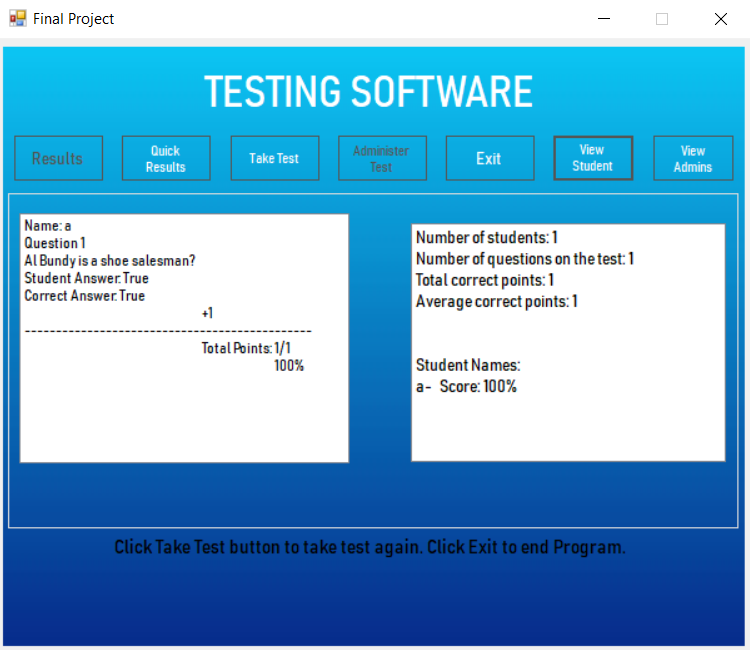 Final Project
TESTING SOFTWARE
Results
Quick
Results
Take Test
Administer
Test
Exit
View
Student
View
Admins
Name: a
Question 1
Al Bundy is a shoe salesman?
Student Answer: True
Correct Answer: True
+1
-----------------------------------------------
Total Points: 1/1
100%
Number of students: 1
Number of questions on the test: 1
Total correct points: 1
Average correct points: 1
Student Names:
a- Score: 100%
Click Take Test button to take test again. Click Exit to end Program.